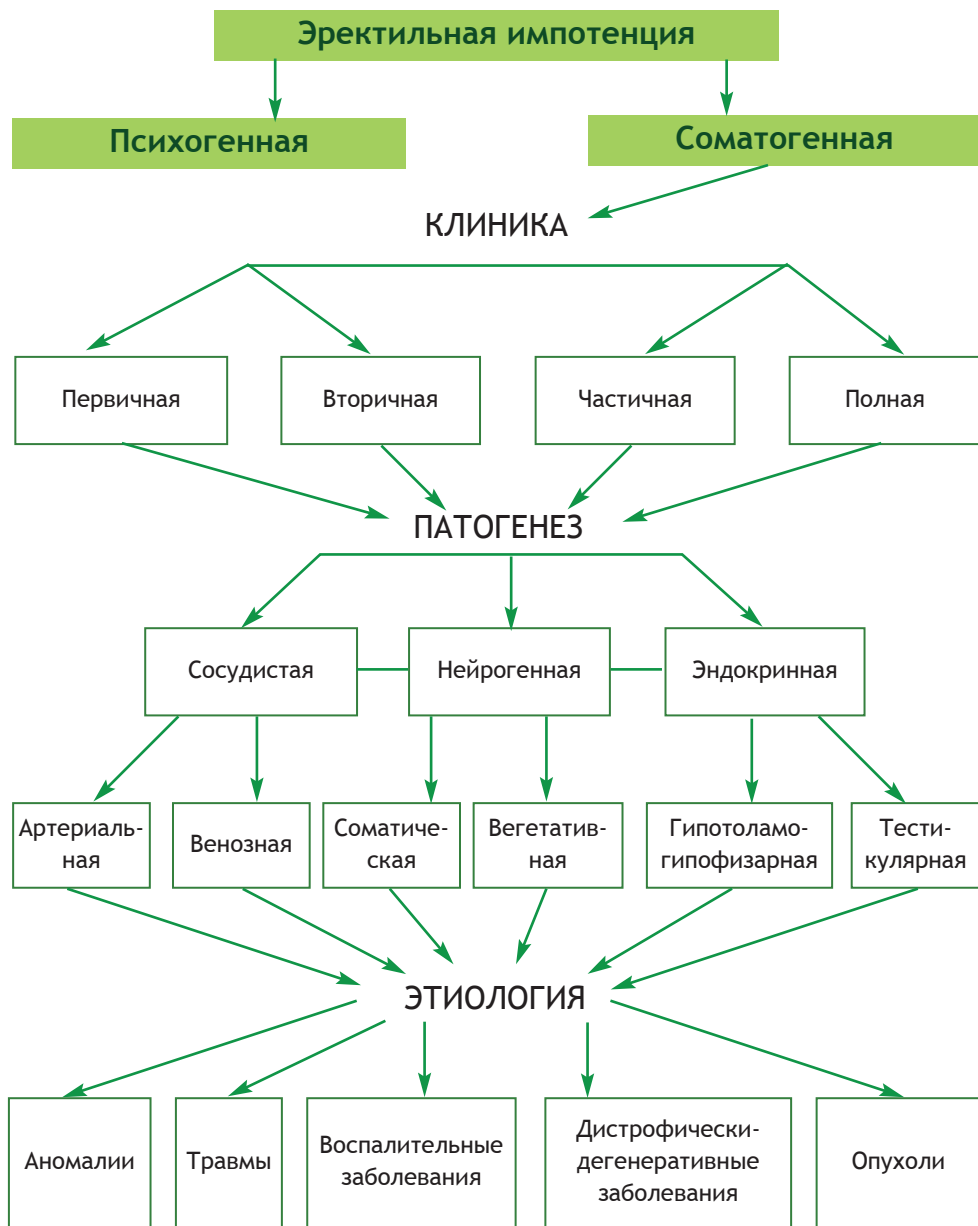 Эректильная импотенция
Психогенная
Соматогенная
КЛИНИКА
Первичная
Вторичная
Частичная
Полная
ПАТОГЕНЕЗ
Сосудистая
Нейрогенная
Эндокринная
Артериаль-
ная
Венозная
Соматиче-
ская
Вегетатив-
ная
Гипотоламо-
гипофизарная
Тести-
кулярная
ЭТИОЛОГИЯ
Аномалии
Травмы
Воспалительные
заболевания
Дистрофически-
дегенеративные
заболевания
Опухоли